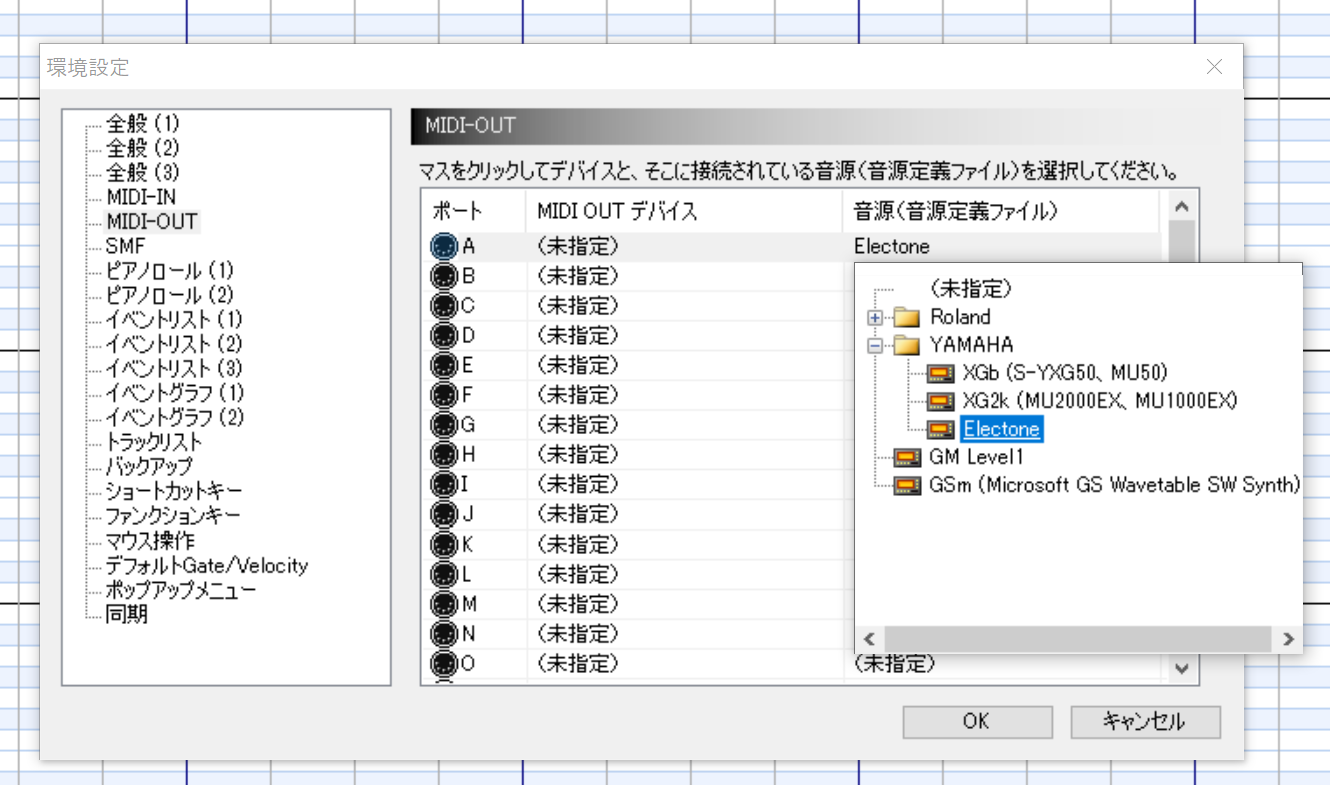 環境設定
全般 (1)
全般 (2)
全般 (3)
MIDI-IN
MIDI-OUT
SMF
ピアノロール (1)
ピアノロール (2)
イベントリスト (1)
イベントリスト (2)
イベントリスト (3)
イベントグラフ (1)
イベントグラフ (2)
トラックリスト
バックアップ
ショートカットキー
ファンクションキー
マウス操作
デフォルトGate/Velocity
ポップアップメニュー
同期
MIDI-OUT
マスをクリックしてデバイスと、そこに接続されている音源(音源定義ファイル)を選択してください。
ポート MIDI OUT デバイス 音源(音源定義ファイル)
A (未指定) Electone
B (未指定)
C (未指定)
D (未指定)
E (未指定)
F (未指定)
G (未指定)
H (未指定)
I (未指定)
J (未指定)
K (未指定)
L (未指定)
M (未指定)
N (未指定)
O (未指定) (未指定)
(未指定)
Roland
YAMAHA
XGb (S-YXG50、MU50)
XG2k (MU2000EX、MU1000EX)
Electone
GM Level1
GSm (Microsoft GS Wavetable SW Synth)
OK
キャンセル